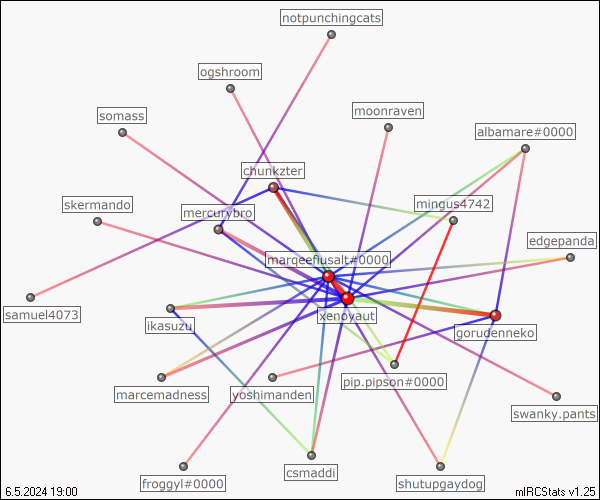 notpunchingcats
ogshroom
moonraven
somass
albamare#0000
chunkzter
skermando
mingus4742
mercurybro
edgepanda
marqeefusalt#0000
samuel4073
xenoyaut
ikasuzu
gorudenneko
pip.pipson#0000
marcemadness
yoshimanden
swanky.pants
csmaddi
froggyl#0000
shutupgaydog
6.5.2024 19:00
mIRCStats v1.25